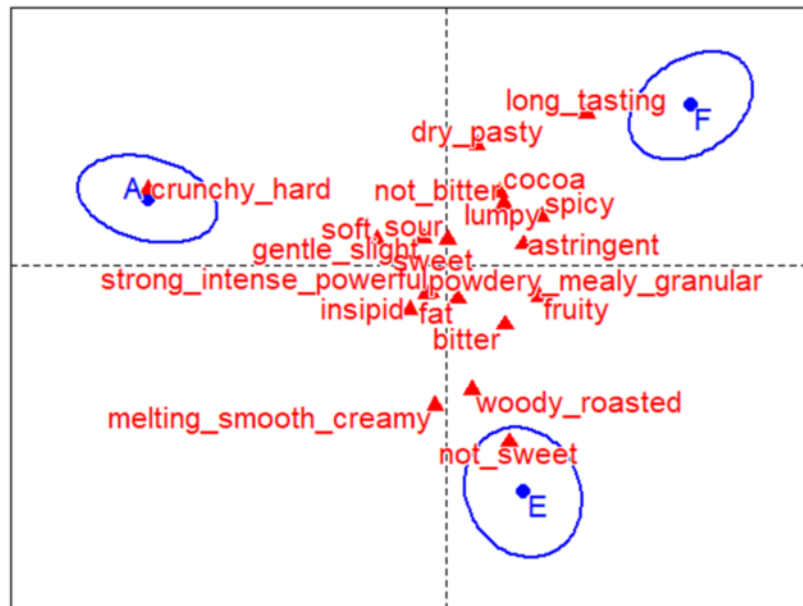 long_tasting
F
dry_pasty
A
crunchy_hard
not_bitter
cocoa
lumpy
spicy
soft
sour
gentle_slight
astringent
sweet
strong_intense_powerful
powdery_mealy_granular
insipid
fat
fruity
bitter
melting_smooth_creamy
woody_roasted
not_sweet
E